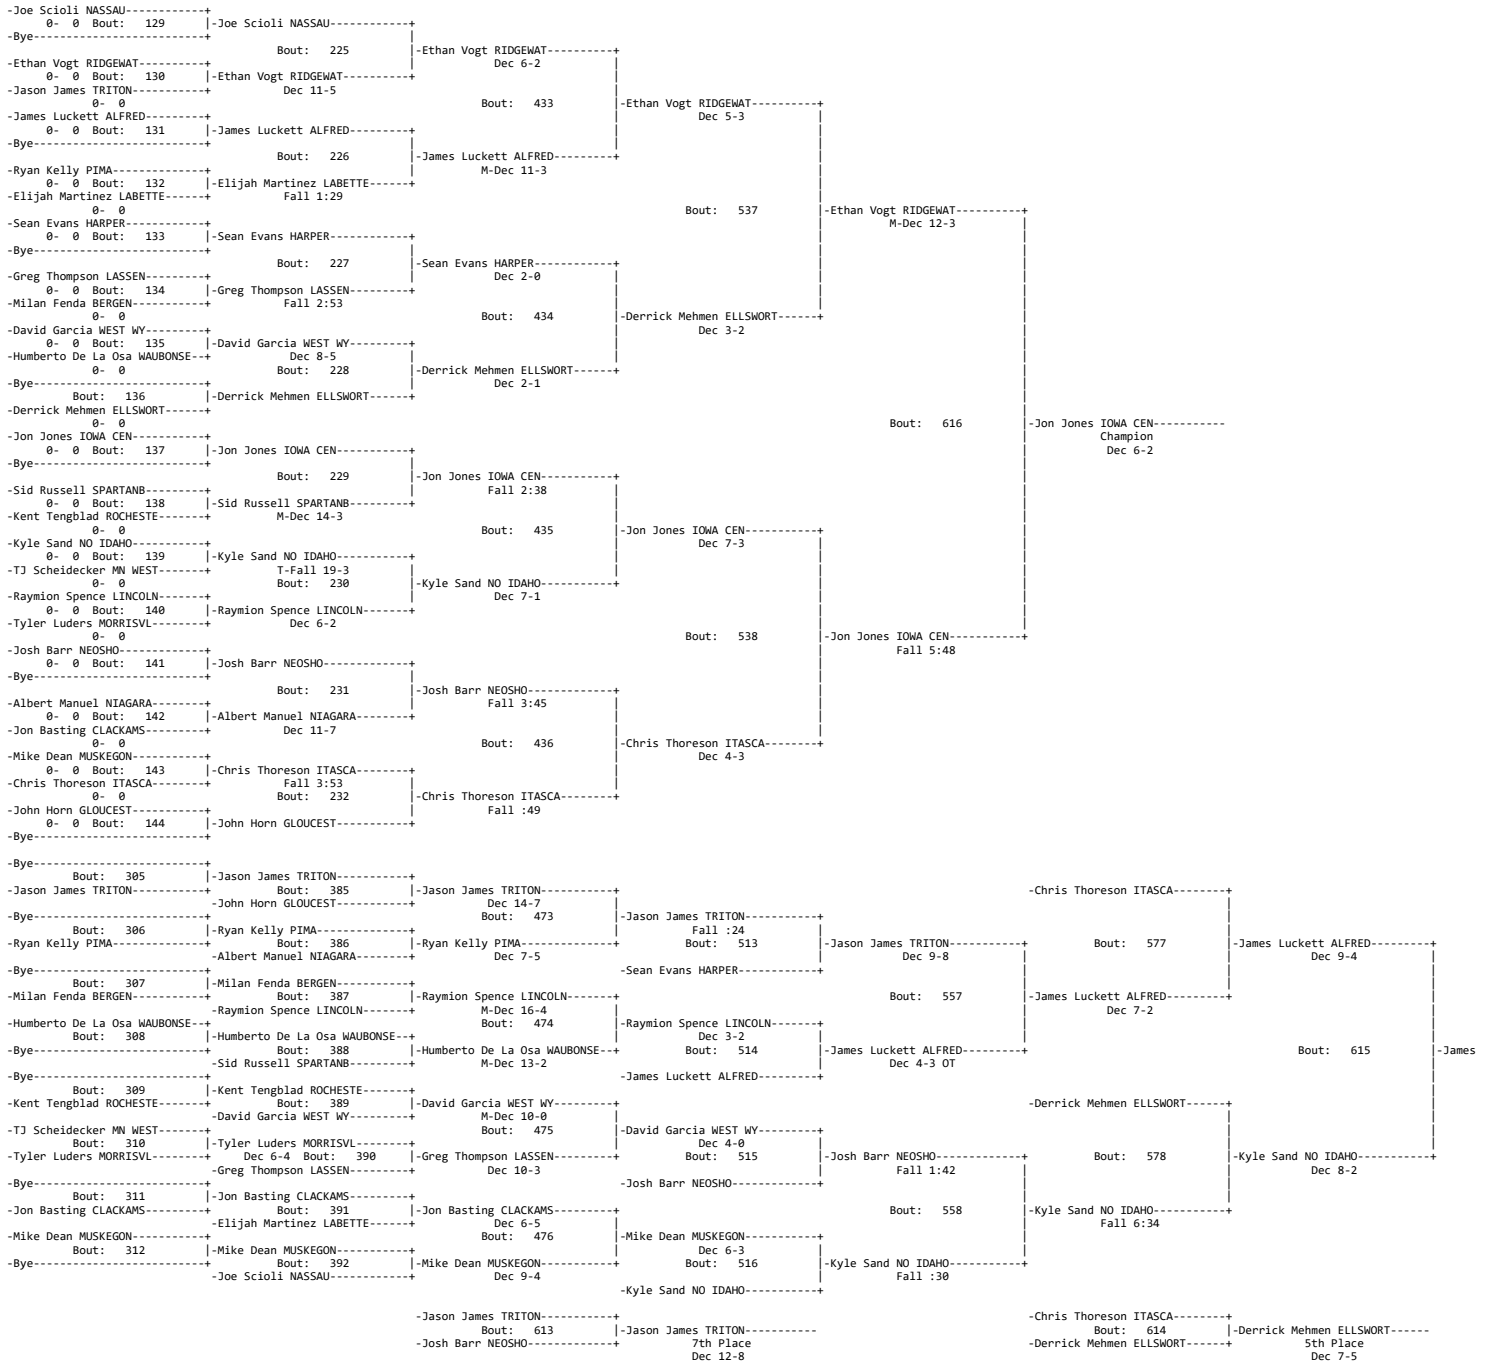 -Joe Scioli NASSAU------------+
0- 0 Bout: 129 |-Joe Scioli NASSAU------------+
-Bye--------------------------+ |
Bout: 225 |-Ethan Vogt RIDGEWAT----------+
-Ethan Vogt RIDGEWAT----------+ | Dec 6-2 |
0- 0 Bout: 130 |-Ethan Vogt RIDGEWAT----------+ |
-Jason James TRITON-----------+ Dec 11-5 |
0- 0 Bout: 433 |-Ethan Vogt RIDGEWAT----------+
-James Luckett ALFRED---------+ | Dec 5-3 |
0- 0 Bout: 131 |-James Luckett ALFRED---------+ | |
-Bye--------------------------+ | | |
Bout: 226 |-James Luckett ALFRED---------+ |
-Ryan Kelly PIMA--------------+ | M-Dec 11-3 |
0- 0 Bout: 132 |-Elijah Martinez LABETTE------+ |
-Elijah Martinez LABETTE------+ Fall 1:29 |
0- 0 Bout: 537 |-Ethan Vogt RIDGEWAT----------+
-Sean Evans HARPER------------+ | M-Dec 12-3 |
0- 0 Bout: 133 |-Sean Evans HARPER------------+ | |
-Bye--------------------------+ | | |
Bout: 227 |-Sean Evans HARPER------------+ | |
-Greg Thompson LASSEN---------+ | Dec 2-0 | | |
0- 0 Bout: 134 |-Greg Thompson LASSEN---------+ | | |
-Milan Fenda BERGEN-----------+ Fall 2:53 | | |
0- 0 Bout: 434 |-Derrick Mehmen ELLSWORT------+ |
-David Garcia WEST WY---------+ | Dec 3-2 |
0- 0 Bout: 135 |-David Garcia WEST WY---------+ | |
-Humberto De La Osa WAUBONSE--+ Dec 8-5 | | |
0- 0 Bout: 228 |-Derrick Mehmen ELLSWORT------+ |
-Bye--------------------------+ | Dec 2-1 |
Bout: 136 |-Derrick Mehmen ELLSWORT------+ |
-Derrick Mehmen ELLSWORT------+ |
0- 0 Bout: 616 |-Jon Jones IOWA CEN-----------
-Jon Jones IOWA CEN-----------+ | Champion
0- 0 Bout: 137 |-Jon Jones IOWA CEN-----------+ | Dec 6-2
-Bye--------------------------+ | |
Bout: 229 |-Jon Jones IOWA CEN-----------+ |
-Sid Russell SPARTANB---------+ | Fall 2:38 | |
0- 0 Bout: 138 |-Sid Russell SPARTANB---------+ | |
-Kent Tengblad ROCHESTE-------+ M-Dec 14-3 | |
0- 0 Bout: 435 |-Jon Jones IOWA CEN-----------+ |
-Kyle Sand NO IDAHO-----------+ | Dec 7-3 | |
0- 0 Bout: 139 |-Kyle Sand NO IDAHO-----------+ | | |
-TJ Scheidecker MN WEST-------+ T-Fall 19-3 | | | |
0- 0 Bout: 230 |-Kyle Sand NO IDAHO-----------+ | |
-Raymion Spence LINCOLN-------+ | Dec 7-1 | |
0- 0 Bout: 140 |-Raymion Spence LINCOLN-------+ | |
-Tyler Luders MORRISVL--------+ Dec 6-2 | |
0- 0 Bout: 538 |-Jon Jones IOWA CEN-----------+
-Josh Barr NEOSHO-------------+ | Fall 5:48
0- 0 Bout: 141 |-Josh Barr NEOSHO-------------+ |
-Bye--------------------------+ | |
Bout: 231 |-Josh Barr NEOSHO-------------+ |
-Albert Manuel NIAGARA--------+ | Fall 3:45 | |
0- 0 Bout: 142 |-Albert Manuel NIAGARA--------+ | |
-Jon Basting CLACKAMS---------+ Dec 11-7 | |
0- 0 Bout: 436 |-Chris Thoreson ITASCA--------+
-Mike Dean MUSKEGON-----------+ | Dec 4-3
0- 0 Bout: 143 |-Chris Thoreson ITASCA--------+ |
-Chris Thoreson ITASCA--------+ Fall 3:53 | |
0- 0 Bout: 232 |-Chris Thoreson ITASCA--------+
-John Horn GLOUCEST-----------+ | Fall :49
0- 0 Bout: 144 |-John Horn GLOUCEST-----------+
-Bye--------------------------+
-Bye--------------------------+
Bout: 305 |-Jason James TRITON-----------+
-Jason James TRITON-----------+ Bout: 385 |-Jason James TRITON-----------+ -Chris Thoreson ITASCA--------+
-John Horn GLOUCEST-----------+ Dec 14-7 | |
-Bye--------------------------+ Bout: 473 |-Jason James TRITON-----------+ |
Bout: 306 |-Ryan Kelly PIMA--------------+ | Fall :24 | |
-Ryan Kelly PIMA--------------+ Bout: 386 |-Ryan Kelly PIMA--------------+ Bout: 513 |-Jason James TRITON-----------+ Bout: 577 |-James Luckett ALFRED---------+
-Albert Manuel NIAGARA--------+ Dec 7-5 | Dec 9-8 | | Dec 9-4 |
-Bye--------------------------+ -Sean Evans HARPER------------+ | | |
Bout: 307 |-Milan Fenda BERGEN-----------+ | | |
-Milan Fenda BERGEN-----------+ Bout: 387 |-Raymion Spence LINCOLN-------+ Bout: 557 |-James Luckett ALFRED---------+ |
-Raymion Spence LINCOLN-------+ M-Dec 16-4 | | Dec 7-2 |
-Humberto De La Osa WAUBONSE--+ Bout: 474 |-Raymion Spence LINCOLN-------+ | |
Bout: 308 |-Humberto De La Osa WAUBONSE--+ | Dec 3-2 | | |
-Bye--------------------------+ Bout: 388 |-Humberto De La Osa WAUBONSE--+ Bout: 514 |-James Luckett ALFRED---------+ Bout: 615 |-James
-Sid Russell SPARTANB---------+ M-Dec 13-2 | Dec 4-3 OT |
-Bye--------------------------+ -James Luckett ALFRED---------+ |
Bout: 309 |-Kent Tengblad ROCHESTE-------+ |
-Kent Tengblad ROCHESTE-------+ Bout: 389 |-David Garcia WEST WY---------+ -Derrick Mehmen ELLSWORT------+ |
-David Garcia WEST WY---------+ M-Dec 10-0 | | |
-TJ Scheidecker MN WEST-------+ Bout: 475 |-David Garcia WEST WY---------+ | |
Bout: 310 |-Tyler Luders MORRISVL--------+ | Dec 4-0 | | |
-Tyler Luders MORRISVL--------+ Dec 6-4 Bout: 390 |-Greg Thompson LASSEN---------+ Bout: 515 |-Josh Barr NEOSHO-------------+ Bout: 578 |-Kyle Sand NO IDAHO-----------+
-Greg Thompson LASSEN---------+ Dec 10-3 | Fall 1:42 | | Dec 8-2
-Bye--------------------------+ -Josh Barr NEOSHO-------------+ | |
Bout: 311 |-Jon Basting CLACKAMS---------+ | |
-Jon Basting CLACKAMS---------+ Bout: 391 |-Jon Basting CLACKAMS---------+ Bout: 558 |-Kyle Sand NO IDAHO-----------+
-Elijah Martinez LABETTE------+ Dec 6-5 | | Fall 6:34
-Mike Dean MUSKEGON-----------+ Bout: 476 |-Mike Dean MUSKEGON-----------+ |
Bout: 312 |-Mike Dean MUSKEGON-----------+ | Dec 6-3 | |
-Bye--------------------------+ Bout: 392 |-Mike Dean MUSKEGON-----------+ Bout: 516 |-Kyle Sand NO IDAHO-----------+
-Joe Scioli NASSAU------------+ Dec 9-4 | Fall :30
-Kyle Sand NO IDAHO-----------+
-Jason James TRITON-----------+ -Chris Thoreson ITASCA--------+
Bout: 613 |-Jason James TRITON----------- Bout: 614 |-Derrick Mehmen ELLSWORT------
-Josh Barr NEOSHO-------------+ 7th Place -Derrick Mehmen ELLSWORT------+ 5th Place
Dec 12-8 Dec 7-5